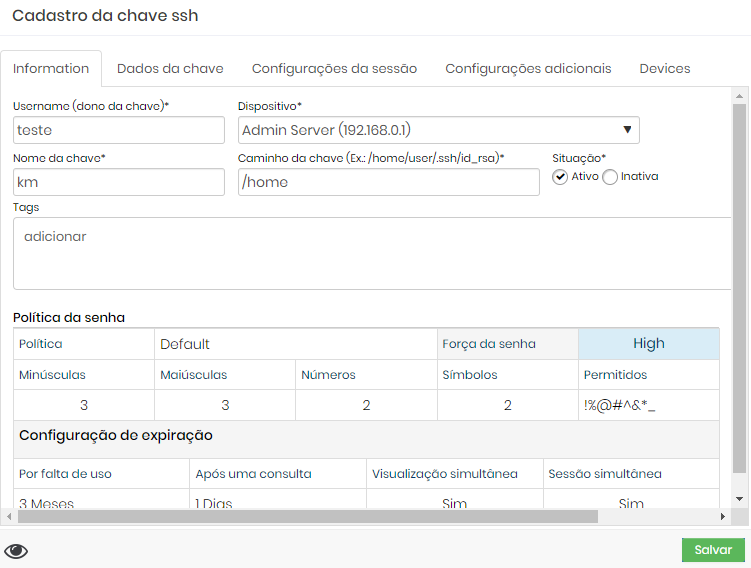 Cadastro da chave ssh
Information Dados da chave Configurações da sessão Configurações adicionais Devices
Username (dono da chave)* Dispositivo*
teste Admin Server (192.168.0.1)
Nome da chave* Caminho da chave (Ex.: /home/user/.ssh/id_rsa)* Situação*
km /home Ativo Inativa
Tags
adicionar
Política da senha
Política Default Força da senha High
Minúsculas Maiúsculas Números Símbolos Permitidos
3 3 2 2 !%@#^&*_
Configuração de expiração
Por falta de uso Após uma consulta Visualização simultânea Sessão simultânea
3 Meses 1 Dias Sim Sim
Salvar